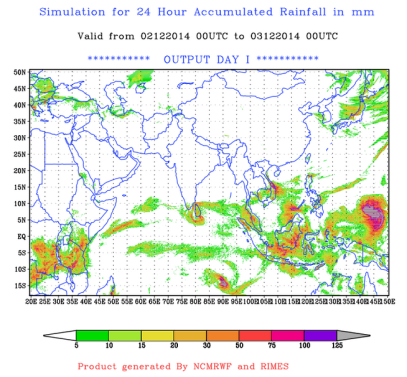 Simulation for 24 Hour Accumulated Rainfall in mm
Valid from 02122014 00UTC to 03122014 00UTC
*********** OUTPUT DAY I ***********
50N
45N
40N
35N
30N
25N
20N
15N
10N
5N
EQ
5S
10S
15S
20E 25E 30E 35E 40E 45E 50E 55E 60E 65E 70E 75E 80E 85E 90E 95E 100E 105E 110E 115E 120E 125E 130E 135E 140E 145E 150E
5 10 15 20 30 50 75 100 125
Product generated By NCMRWF and RIMES